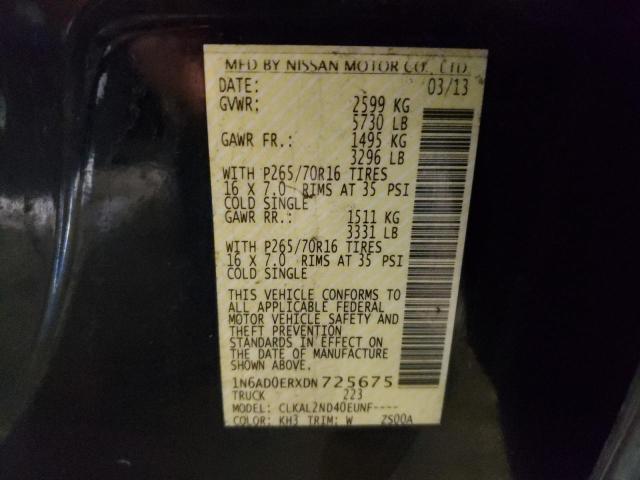 MFD BY NISSAN MOTOR CO., LTD.
DATE: 03/13
GVWR: 2599 KG
5730 LB
GAWR FR.: 1495 KG
3296 LB
WITH P265/70R16 TIRES
16 X 7.0 RIMS AT 35 PSI
COLD SINGLE
GAWR RR.: 1511 KG
3331 LB
WITH P265/70R16 TIRES
16 X 7.0 RIMS AT 35 PSI
COLD SINGLE
THIS VEHICLE CONFORMS TO
ALL APPLICABLE FEDERAL
MOTOR VEHICLE SAFETY AND
THEFT PREVENTION
STANDARDS IN EFFECT ON
THE DATE OF MANUFACTURE
SHOWN ABOVE.
1N6AD0ERXDN725675
TRUCK 223
MODEL: CLKAL2ND40EUNF----
COLOR: KH3 TRIM: W ZS00A